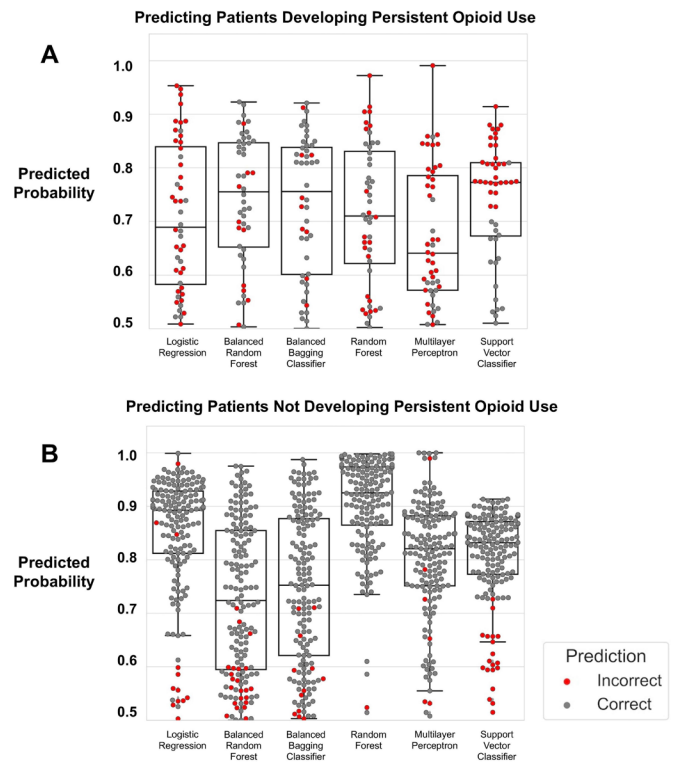 Predicting Patients Developing Persistent Opioid Use
A
1.0
0.9
0.8
Predicted
Probability
0.7
0.6
0.5
Logistic
Regression
Balanced
Random
Forest
Balanced
Bagging
Classifier
Random
Forest
Multilayer
Perceptron
Support
Vector
Classifier
Predicting Patients Not Developing Persistent Opioid Use
B
1.0
0.9
0.8
Predicted
Probability
0.7
0.6
0.5
Logistic
Regression
Balanced
Random
Forest
Balanced
Bagging
Classifier
Random
Forest
Multilayer
Perceptron
Support
Vector
Classifier
Prediction
Incorrect
Correct